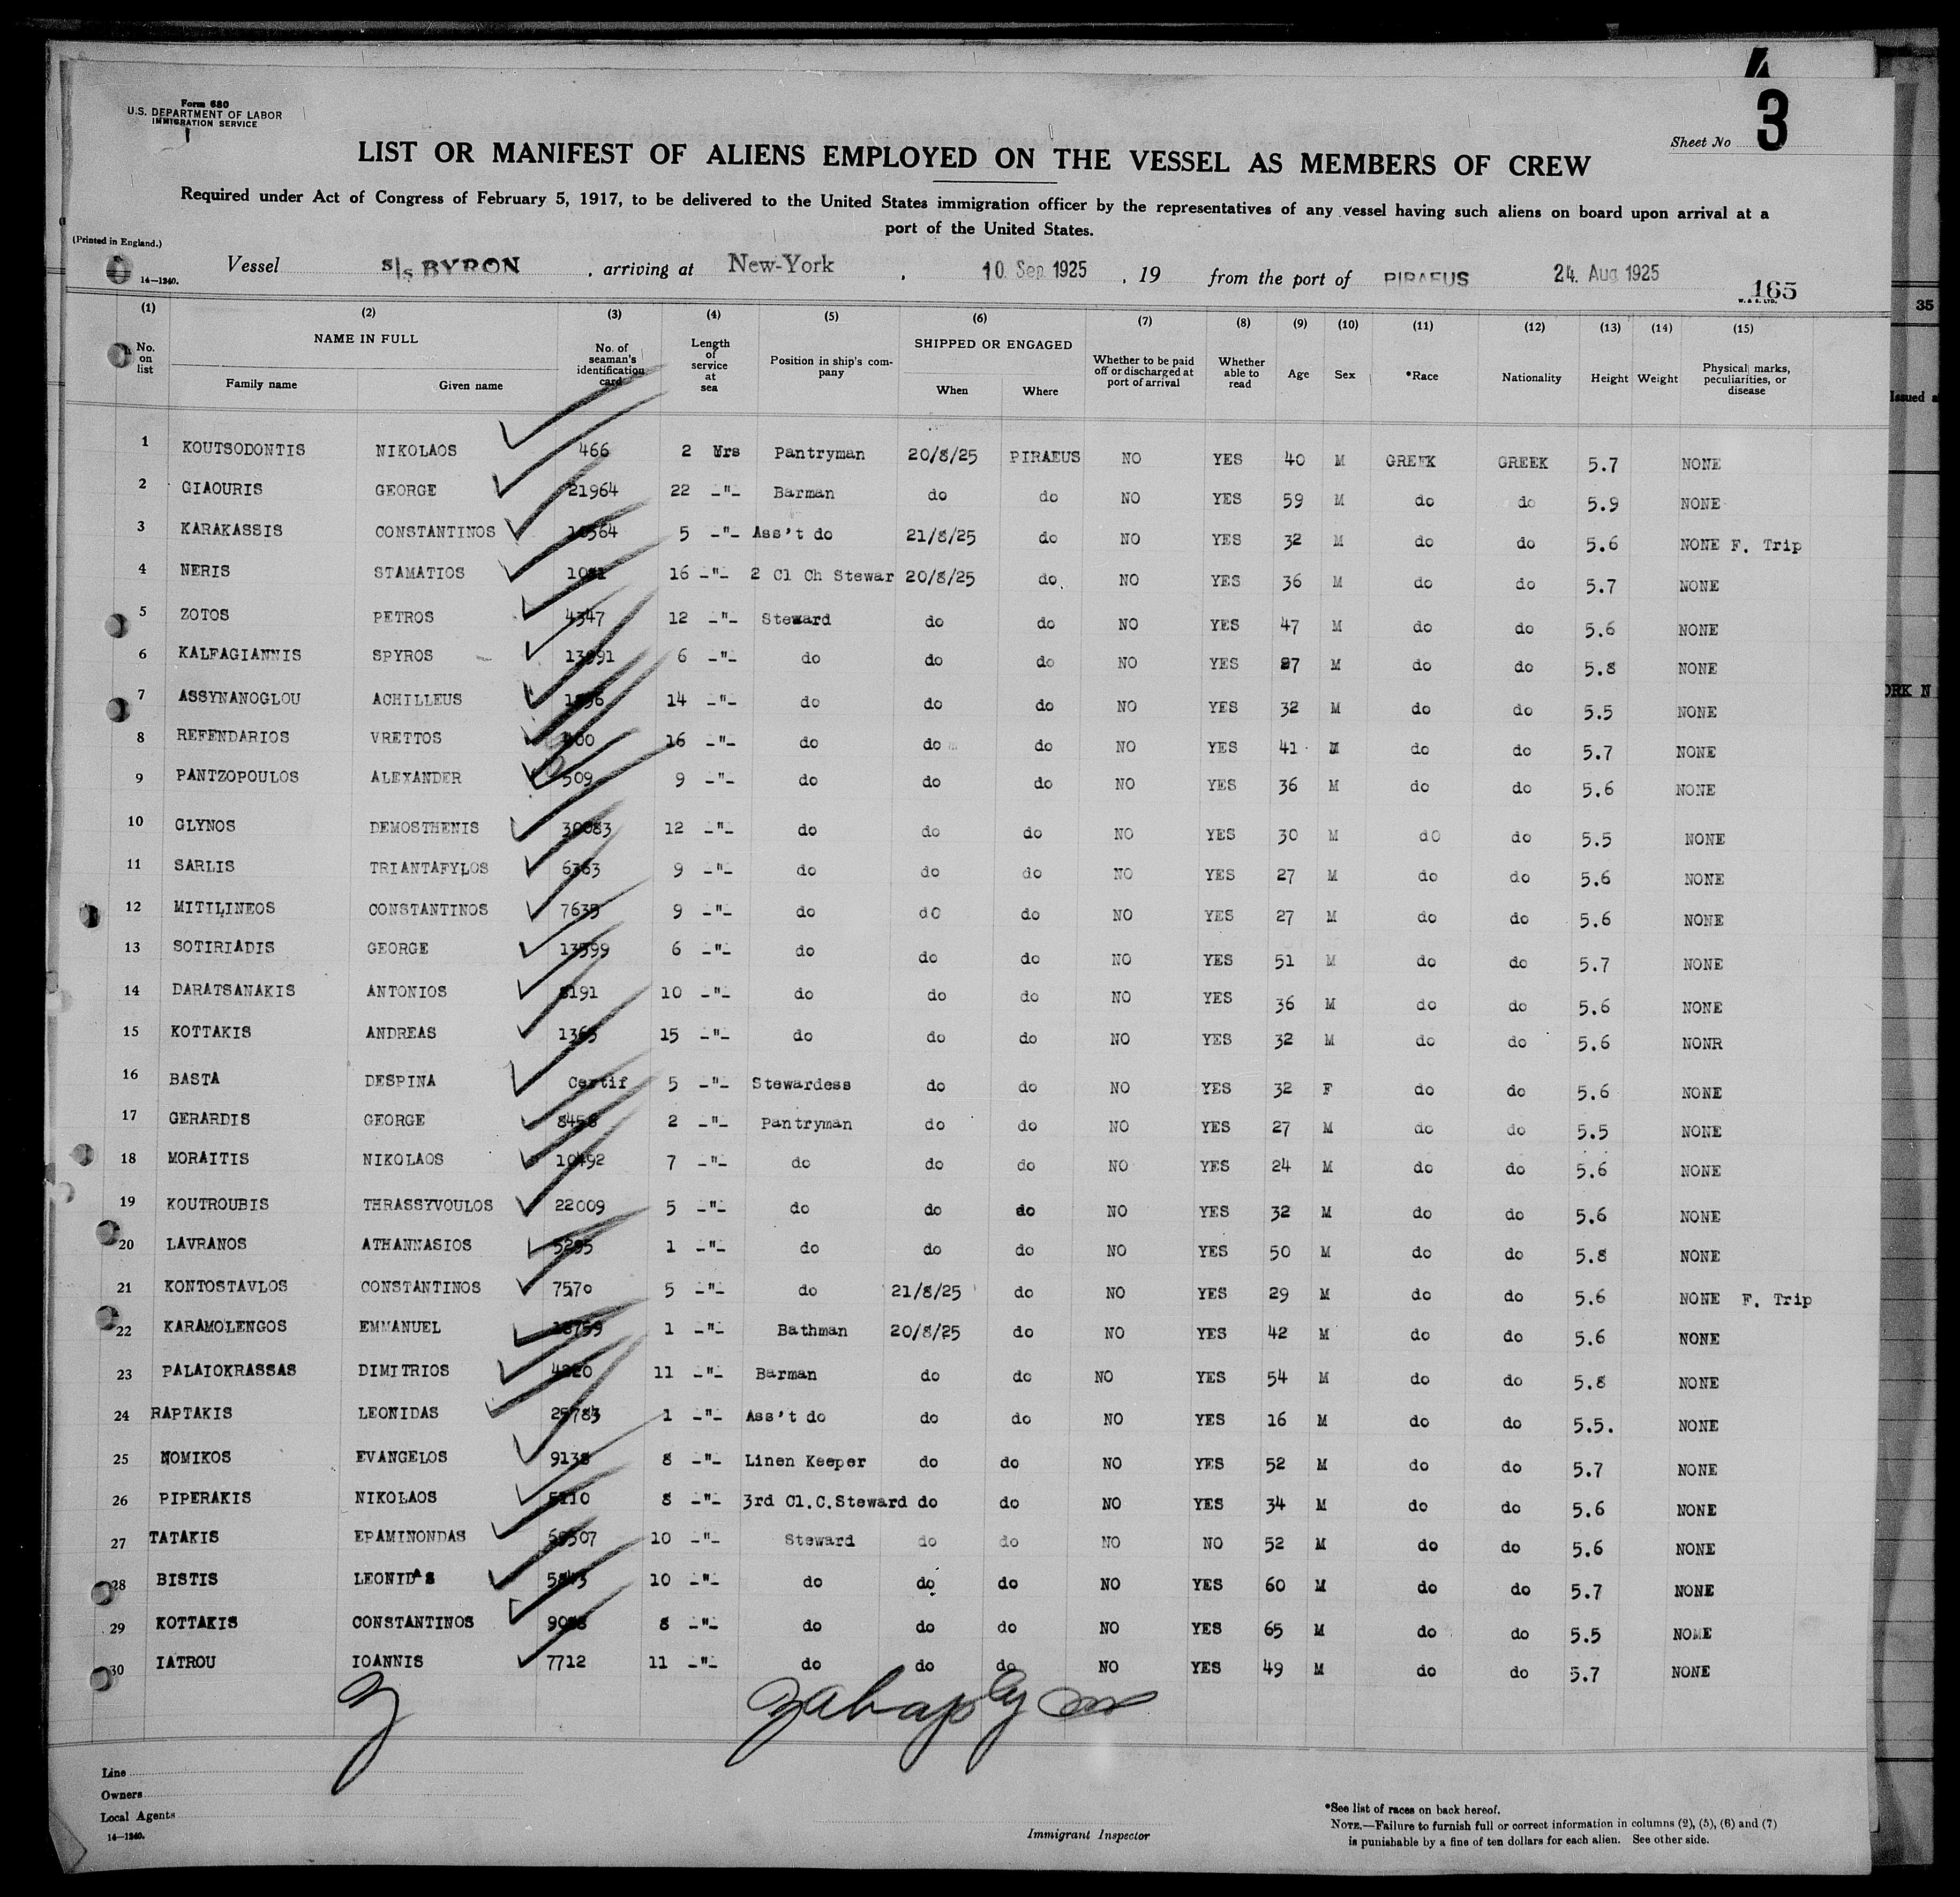 4
3
Form 680
U.S. DEPARTMENT OF LABOR
IMMIGRATION SERVICE
Sheet No
LIST OR MANIFEST OF ALIENS EMPLOYED ON THE VESSEL AS MEMBERS OF CREW
Required under Act of Congress of February 5, 1917, to be delivered to the United States immigration officer by the representatives of any vessel having such aliens on board upon arrival at a
port of the United States.
(Printed in England.)
Vessel S/S BYRON , arriving at New-York , 10. Sep. 1925 , 19 from the port of PIRAEUS 24. Aug 1925
14—1240.
165
W. & S. LTD.
(1) (2) (3) (4) (5) (6) (7) (8) (9) (10) (11) (12) (13) (14) (15)
No. on list NAME IN FULL Family name Given name No. of seaman's identification card Length of service at sea Position in ship's company SHIPPED OR ENGAGED When Where Whether to be paid off or discharged at port of arrival Whether able to read Age Sex *Race Nationality Height Weight Physical marks, peculiarities, or disease
1 KOUTSODONTIS NIKOLAOS 466 2 Yrs Pantryman 20/8/25 PIRAEUS NO YES 40 M GREEK GREEK 5.7 NONE
2 GIAOURIS GEORGE 21964 22 -"- Barman do do NO YES 59 M do do 5.9 NONE
3 KARAKASSIS CONSTANTINOS 5 -"- Ass't do 21/8/25 do NO YES 32 M do do 5.6 NONE F. Trip
4 NERIS STAMATIOS 16 -"- 2 Cl Ch Stewar 20/8/25 do NO YES 36 M do do 5.7 NONE
5 ZOTOS PETROS 4347 12 -"- Steward do do NO YES 47 M do do 5.6 NONE
6 KALFAGIANNIS SPYROS 6 -"- do do do NO YES 27 M do do 5.8 NONE
7 ASSYNANOGLOU ACHILLEUS 14 -"- do do do NO YES 32 M do do 5.5 NONE
8 REFENDARIOS VRETTOS 16 -"- do do do NO YES 41 M do do 5.7 NONE
9 PANTZOPOULOS ALEXANDER 509 9 -"- do do do NO YES 36 M do do 5.6 NONE
10 GLYNOS DEMOSTHENIS 30083 12 -"- do do do NO YES 30 M do do 5.5 NONE
11 SARLIS TRIANTAFYLOS 6363 9 -"- do do do NO YES 27 M do do 5.6 NONE
12 MITILINEOS CONSTANTINOS 7635 9 -"- do do do NO YES 27 M do do 5.6 NONE
13 SOTIRIADIS GEORGE 13599 6 -"- do do do NO YES 51 M do do 5.7 NONE
14 DARATSANAKIS ANTONIOS 10 -"- do do do NO YES 36 M do do 5.6 NONE
15 KOTTAKIS ANDREAS 1365 15 -"- do do do NO YES 32 M do do 5.6 NONR
16 BASTA DESPINA Certif 5 -"- Stewardess do do NO YES 32 F do do 5.6 NONE
17 GERARDIS GEORGE 8458 2 -"- Pantryman do do NO YES 27 M do do 5.5 NONE
18 MORAITIS NIKOLAOS 10492 7 -"- do do do NO YES 24 M do do 5.6 NONE
19 KOUTROUBIS THRASSYVOULOS 22009 5 -"- do do do NO YES 32 M do do 5.6 NONE
20 LAVRANOS ATHANNASIOS 5295 1 -"- do do do NO YES 50 M do do 5.8 NONE
21 KONTOSTAVLOS CONSTANTINOS 7570 5 -"- do 21/8/25 do NO YES 29 M do do 5.6 NONE F. Trip
22 KARAMOLENGOS EMMANUEL 1 -"- Bathman 20/8/25 do NO YES 42 M do do 5.6 NONE
23 PALAIOKRASSAS DIMITRIOS 11 -"- Barman do do NO YES 54 M do do 5.8 NONE
24 RAPTAKIS LEONIDAS 1 -"- Ass't do do do NO YES 16 M do do 5.5. NONE
25 NOMIKOS EVANGELOS 9138 8 -"- Linen Keeper do do NO YES 52 M do do 5.7 NONE
26 PIPERAKIS NIKOLAOS 8 -"- 3rd Cl.C.Steward do do NO YES 34 M do do 5.6 NONE
27 TATAKIS EPAMINONDAS 10 -"- Steward do do NO NO 52 M do do 5.6 NONE
28 BISTIS LEONIDAS 10 -"- do do do NO YES 60 M do do 5.7 NONE
29 KOTTAKIS CONSTANTINOS 8 -"- do do do NO YES 65 M do do 5.5 NONE
30 IATROU IOANNIS 7712 11 -"- do do do NO YES 49 M do do 5.7 NONE
Line
Owners
Local Agents
14—1240.
Immigrant Inspector
*See list of races on back hereof.
NOTE.—Failure to furnish full or correct information in columns (2), (5), (6) and (7)
is punishable by a fine of ten dollars for each alien. See other side.
35
Issued a
ORK N